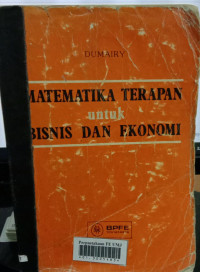 DUMAIRY
MATEMATIKA TERAPAN
untuk
BISNIS DAN EKONOMI
BPFE